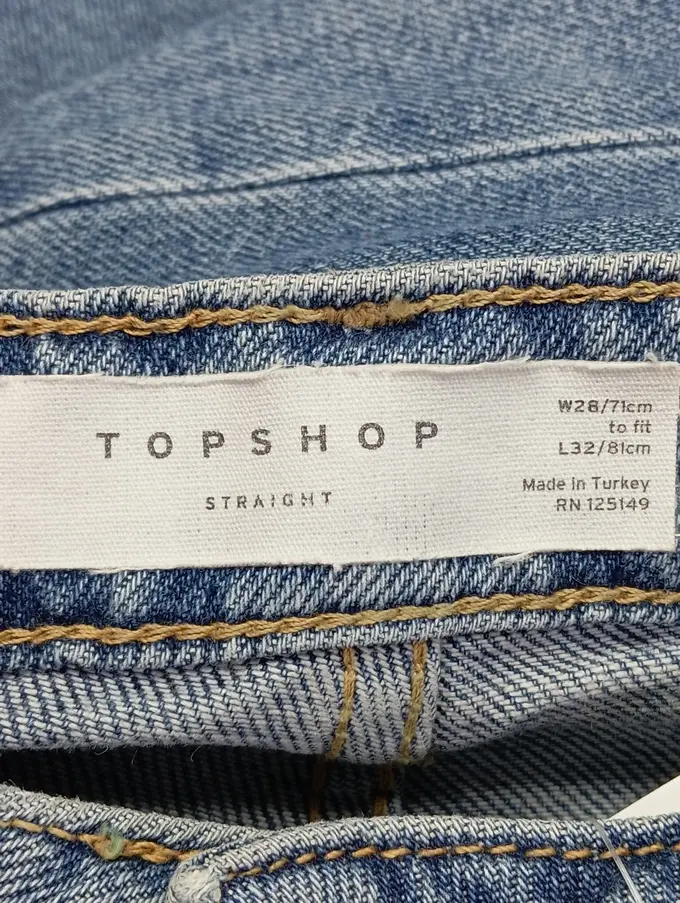 TOPSHOP
STRAIGHT
W28/71cm
to fit
L32/81cm
Made in Turkey
RN 125149